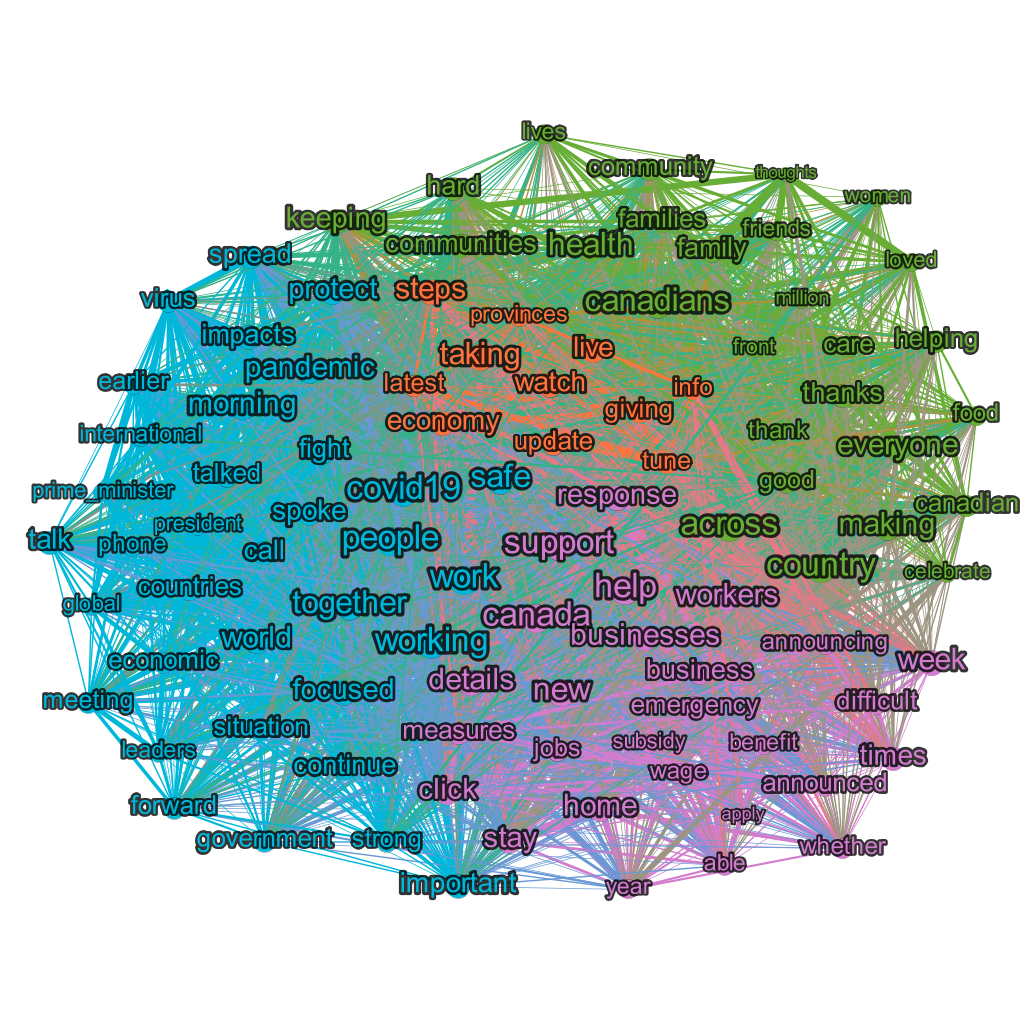 lives
community
thoughts
hard
women
keeping
families
friends
communities
health
family
spread
loved
protect
steps
virus
canadians
million
provinces
impacts
live
front
care
helping
taking
pandemic
earlier
latest
watch
info
thanks
morning
giving
food
economy
thank
international
update
everyone
fight
tune
talked
safe
good
prime_minister
covid19
response
canadian
spoke
president
across
making
talk
phone
call
people
support
country
celebrate
work
countries
help
workers
global
together
canada
world
working
businesses
announcing
economic
week
business
details
focused
new
meeting
difficult
emergency
situation
measures
leaders
jobs
subsidy
benefit
times
continue
wage
announced
click
forward
home
apply
government
strong
stay
whether
able
important
year